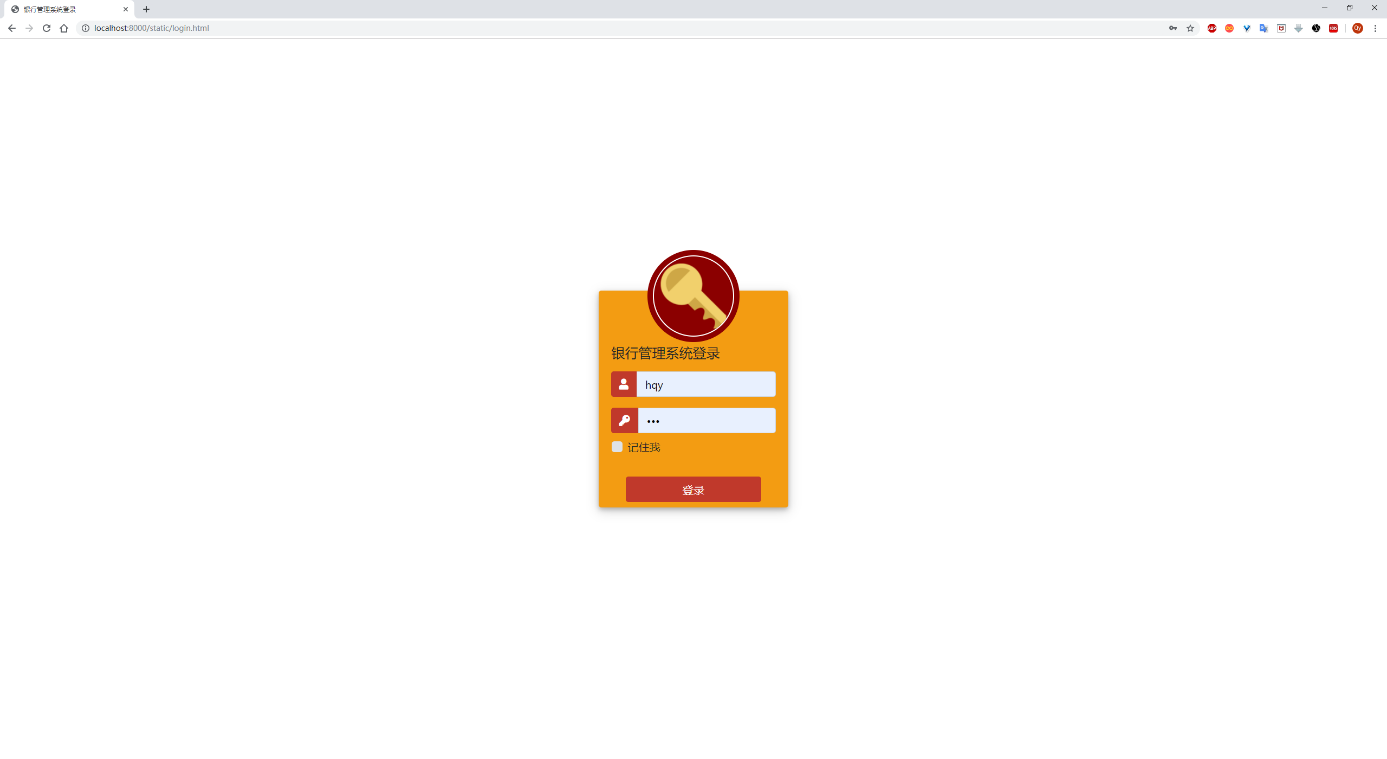 银行管理系统登录
localhost:8000/static/login.html
银行管理系统登录
hqy
•••
记住我
登录